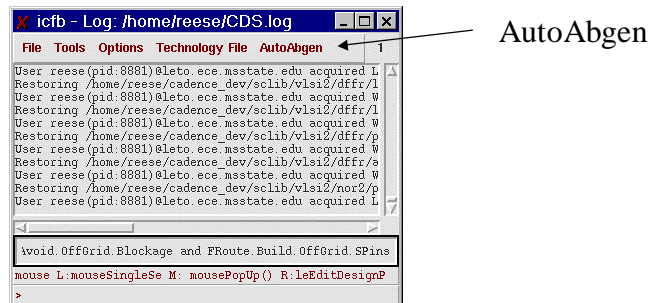 icfb - Log: /home/reese/CDS.log
File Tools Options Technology File AutoAbgen 1
AutoAbgen
User reese(pid:8881)@leto.ece.msstate.edu acquired L
Restoring /home/reese/cadence_dev/sclib/vlsi2/dffr/l
User reese(pid:8881)@leto.ece.msstate.edu acquired W
Restoring /home/reese/cadence_dev/sclib/vlsi2/dffr/l
User reese(pid:8881)@leto.ece.msstate.edu acquired W
Restoring /home/reese/cadence_dev/sclib/vlsi2/dffr/p
User reese(pid:8881)@leto.ece.msstate.edu acquired W
Restoring /home/reese/cadence_dev/sclib/vlsi2/dffr/a
User reese(pid:8881)@leto.ece.msstate.edu acquired W
Restoring /home/reese/cadence_dev/sclib/vlsi2/nor2/p
User reese(pid:8881)@leto.ece.msstate.edu acquired L
Avoid.OffGrid.Blockage and FRoute.Build.OffGrid.SPins
mouse L:mouseSingleSe M: mousePopUp() R:leEditDesignP
>